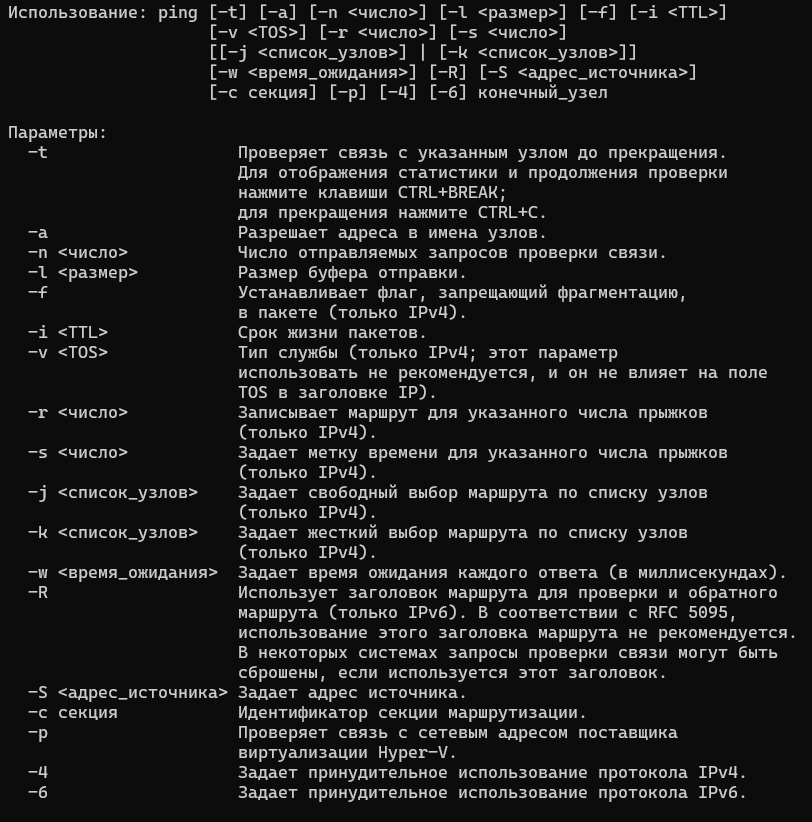 Использование: ping [-t] [-a] [-n <число>] [-l <размер>] [-f] [-i <TTL>]
[-v <TOS>] [-r <число>] [-s <число>]
[[-j <список_узлов>] | [-k <список_узлов>]]
[-w <время_ожидания>] [-R] [-S <адрес_источника>]
[-c секция] [-p] [-4] [-6] конечный_узел
Параметры:
-t Проверяет связь с указанным узлом до прекращения.
Для отображения статистики и продолжения проверки
нажмите клавиши CTRL+BREAK;
для прекращения нажмите CTRL+C.
-a Разрешает адреса в имена узлов.
-n <число> Число отправляемых запросов проверки связи.
-l <размер> Размер буфера отправки.
-f Устанавливает флаг, запрещающий фрагментацию,
в пакете (только IPv4).
-i <TTL> Срок жизни пакетов.
-v <TOS> Тип службы (только IPv4; этот параметр
использовать не рекомендуется, и он не влияет на поле
TOS в заголовке IP).
-r <число> Записывает маршрут для указанного числа прыжков
(только IPv4).
-s <число> Задает метку времени для указанного числа прыжков
(только IPv4).
-j <список_узлов> Задает свободный выбор маршрута по списку узлов
(только IPv4).
-k <список_узлов> Задает жесткий выбор маршрута по списку узлов
(только IPv4).
-w <время_ожидания> Задает время ожидания каждого ответа (в миллисекундах).
-R Использует заголовок маршрута для проверки и обратного
маршрута (только IPv6). В соответствии с RFC 5095,
использование этого заголовка маршрута не рекомендуется.
В некоторых системах запросы проверки связи могут быть
сброшены, если используется этот заголовок.
-S <адрес_источника> Задает адрес источника.
-c секция Идентификатор секции маршрутизации.
-p Проверяет связь с сетевым адресом поставщика
виртуализации Hyper-V.
-4 Задает принудительное использование протокола IPv4.
-6 Задает принудительное использование протокола IPv6.